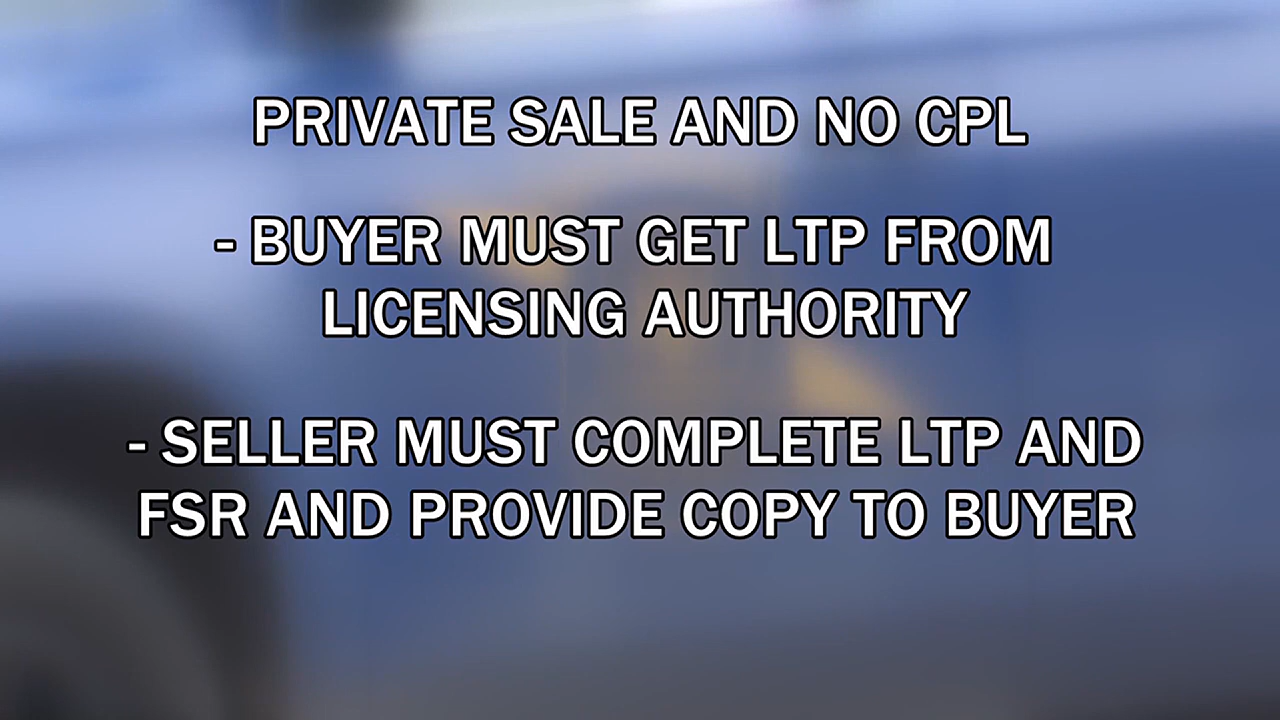 PRIVATE SALE AND NO CPL
- BUYER MUST GET LTP FROM
LICENSING AUTHORITY
- SELLER MUST COMPLETE LTP AND
FSR AND PROVIDE COPY TO BUYER